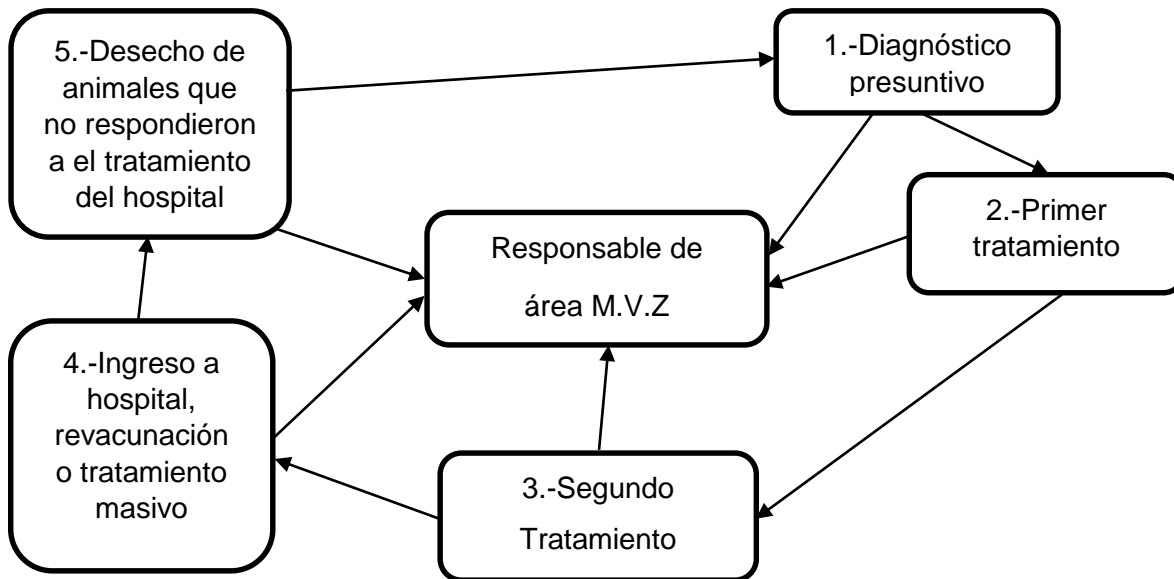 5.-Desecho de
animales que
no respondieron
a el tratamiento
del hospital
1.-Diagnóstico
presuntivo
2.-Primer
tratamiento
Responsable de
área M.V.Z
4.-Ingreso a
hospital,
revacunación
o tratamiento
masivo
3.-Segundo
Tratamiento